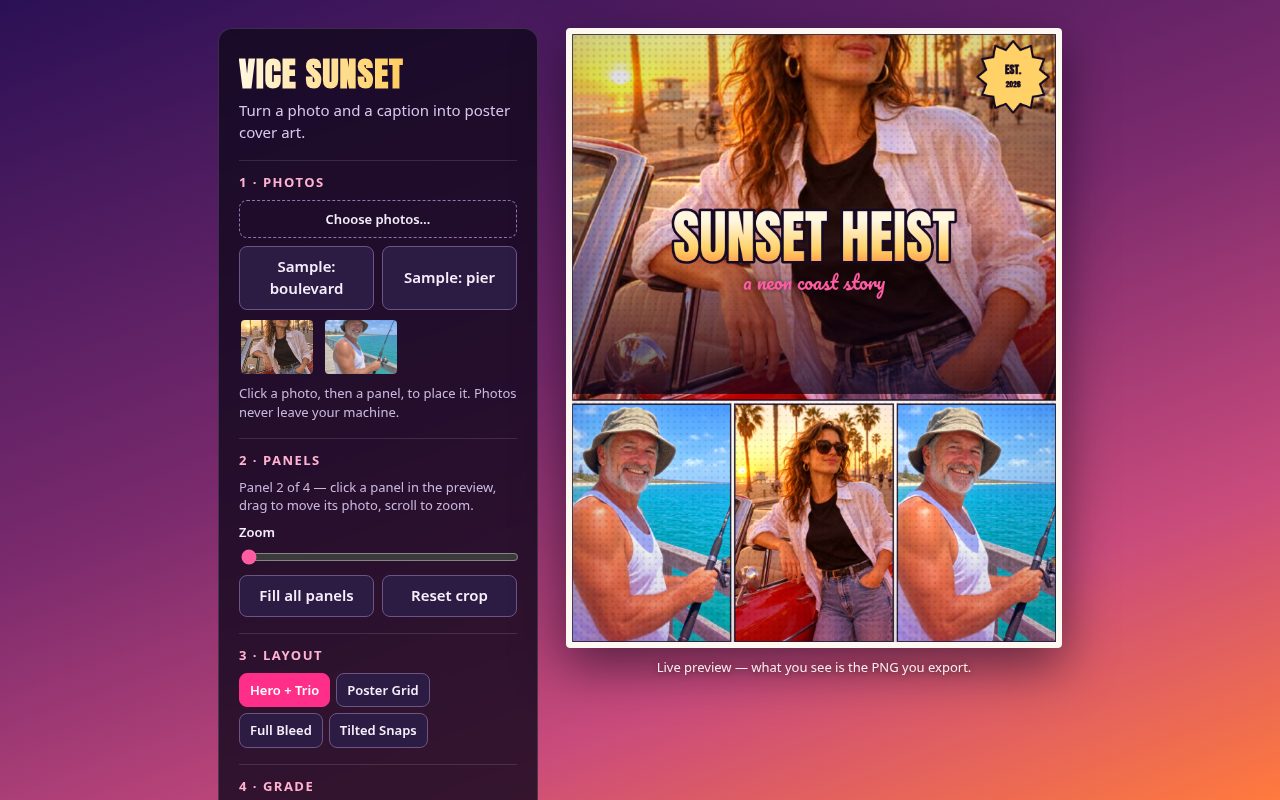 VICE SUNSET
Turn a photo and a caption into poster
cover art.
1 · PHOTOS
Choose photos...
Sample:
boulevard
Sample: pier
Click a photo, then a panel, to place it. Photos
never leave your machine.
2 · PANELS
Panel 2 of 4 — click a panel in the preview,
drag to move its photo, scroll to zoom.
Zoom
Fill all panels
Reset crop
3 · LAYOUT
Hero + Trio
Poster Grid
Full Bleed
Tilted Snaps
4 · GRADE
EST.
2026
SUNSET HEIST
a neon coast story
Live preview — what you see is the PNG you export.